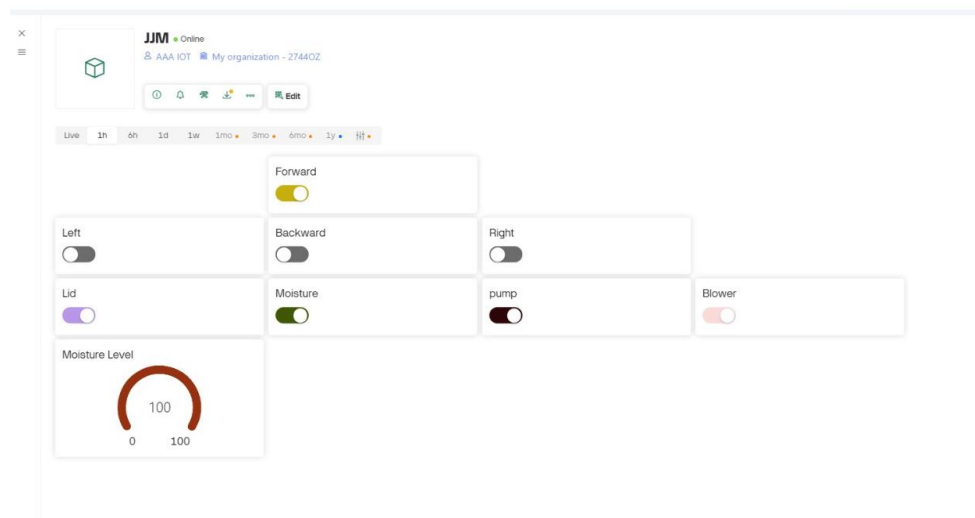 JJM Online
AAA IOT My organization - 2744OZ
Edit
Live 1h 6h 1d 1w 1mo 3mo 6mo 1y
Forward
Left Backward Right
Lid Moisture pump Blower
Moisture Level
100
0 100